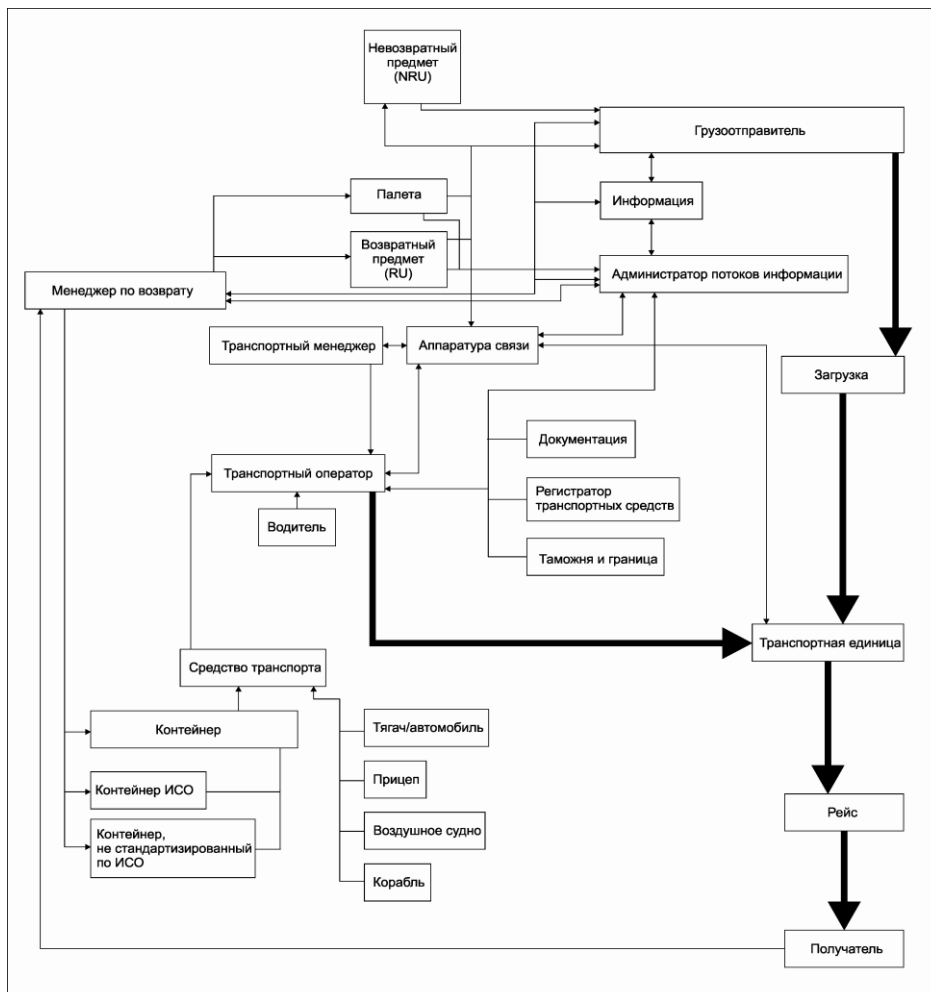 Невозвратный
предмет
(NRU)
Грузоотправитель
Палета
Информация
Возвратный
предмет
(RU)
Администратор потоков информации
Менеджер по возврату
Транспортный менеджер
Аппаратура связи
Загрузка
Документация
Транспортный оператор
Регистратор
транспортных средств
Водитель
Таможня и граница
Транспортная единица
Средство транспорта
Контейнер
Тягач/автомобиль
Прицеп
Контейнер ИСО
Рейс
Воздушное судно
Контейнер,
не стандартизированный
по ИСО
Корабль
Получатель